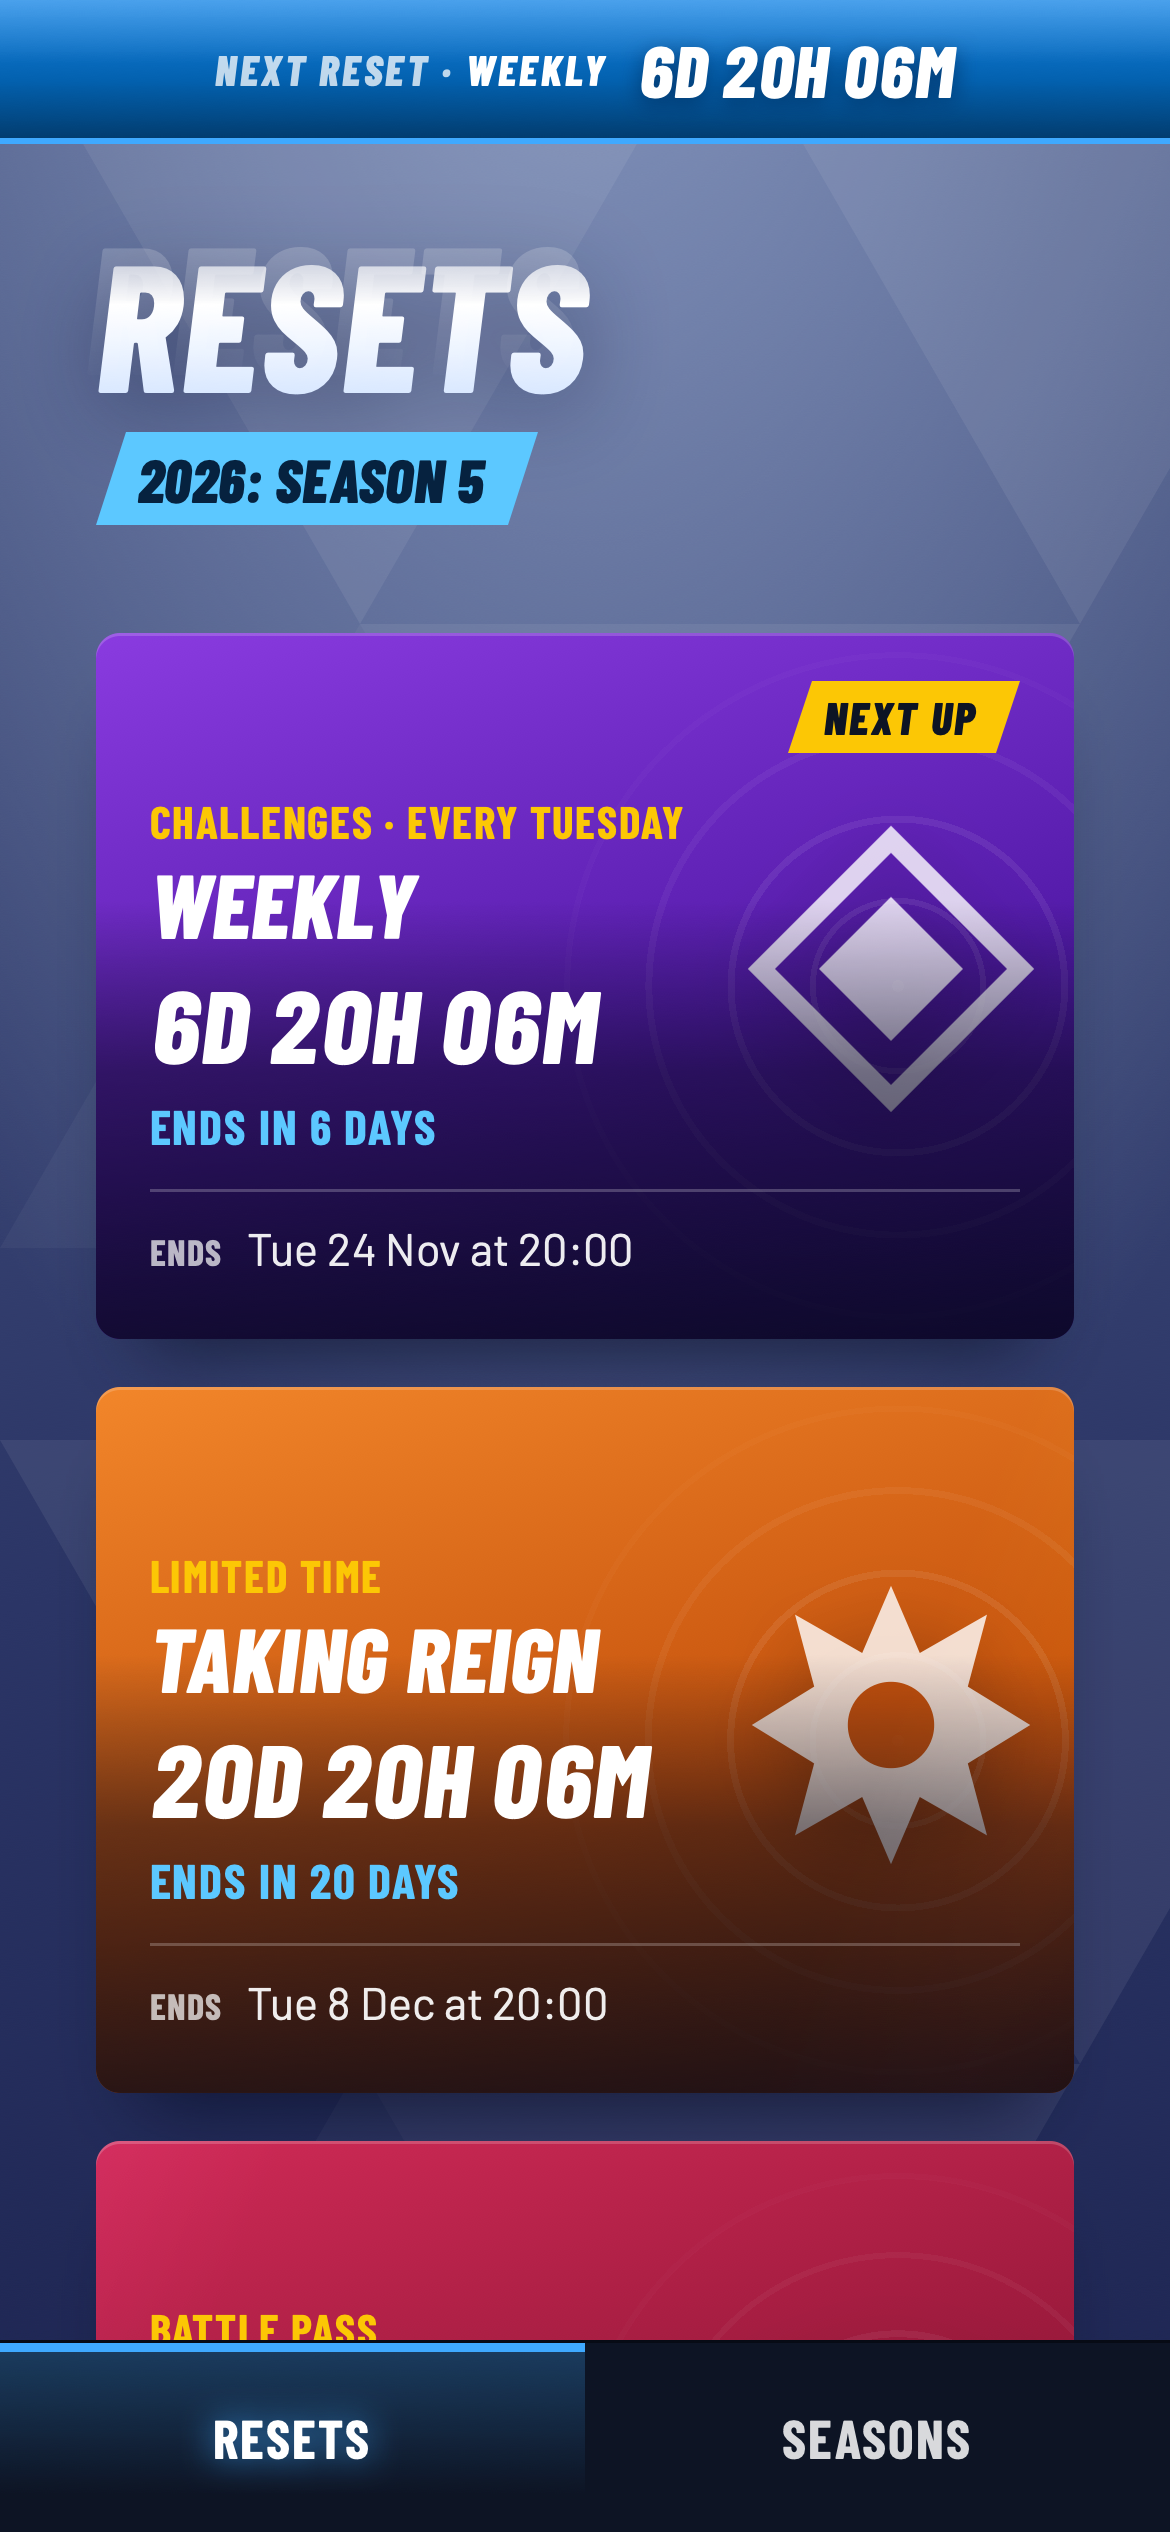 NEXT RESET · WEEKLY 6D 20H 06M
RESETS
2026: SEASON 5
NEXT UP
CHALLENGES · EVERY TUESDAY
WEEKLY
6D 20H 06M
ENDS IN 6 DAYS
ENDS Tue 24 Nov at 20:00
LIMITED TIME
TAKING REIGN
20D 20H 06M
ENDS IN 20 DAYS
ENDS Tue 8 Dec at 20:00
BATTLE PASS
RESETS SEASONS